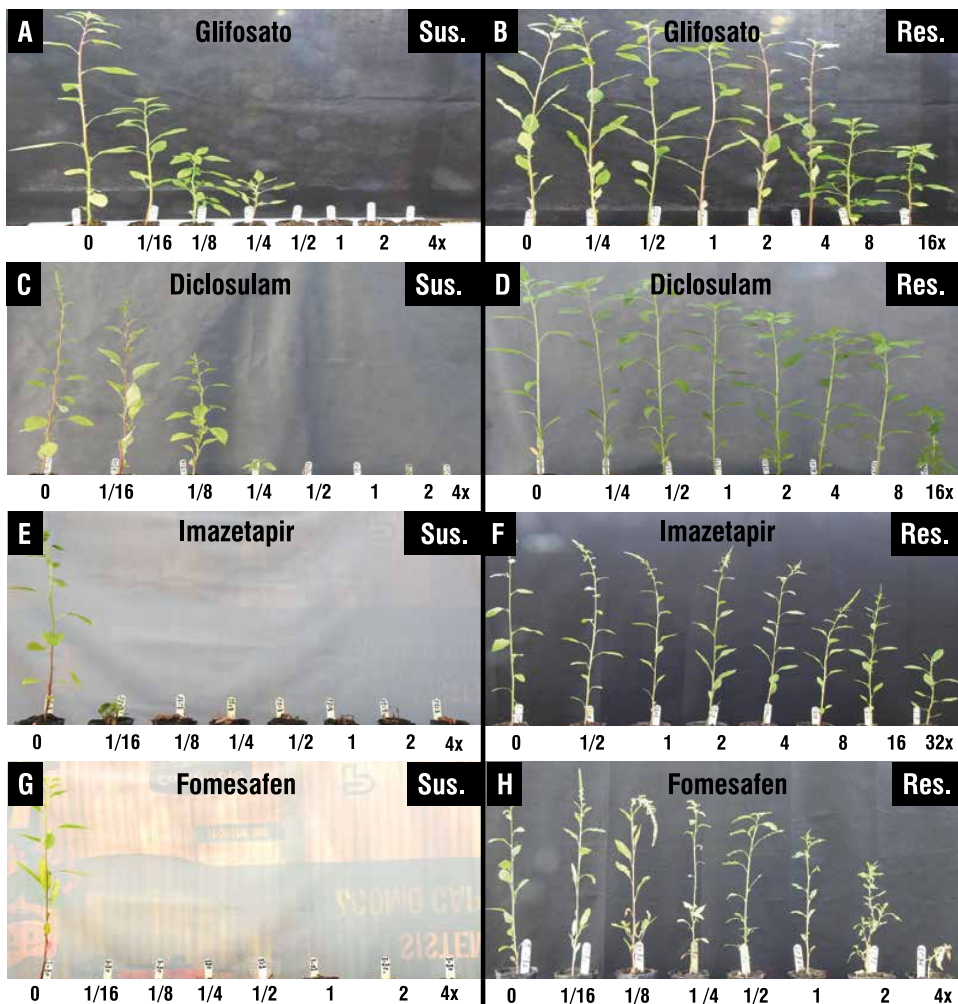 A Glifosato Sus.
0 1/16 1/8 1/4 1/2 1 2 4x
B Glifosato Res.
0 1/4 1/2 1 2 4 8 16x
C Diclosulam Sus.
0 1/16 1/8 1/4 1/2 1 2 4x
D Diclosulam Res.
0 1/4 1/2 1 2 4 8 16x
E Imazetapir Sus.
0 1/16 1/8 1/4 1/2 1 2 4x
F Imazetapir Res.
0 1/2 1 2 4 8 16 32x
G Fomesafen Sus.
0 1/16 1/8 1/4 1/2 1 2 4x
H Fomesafen Res.
0 1/16 1/8 1/4 1/2 1 2 4x